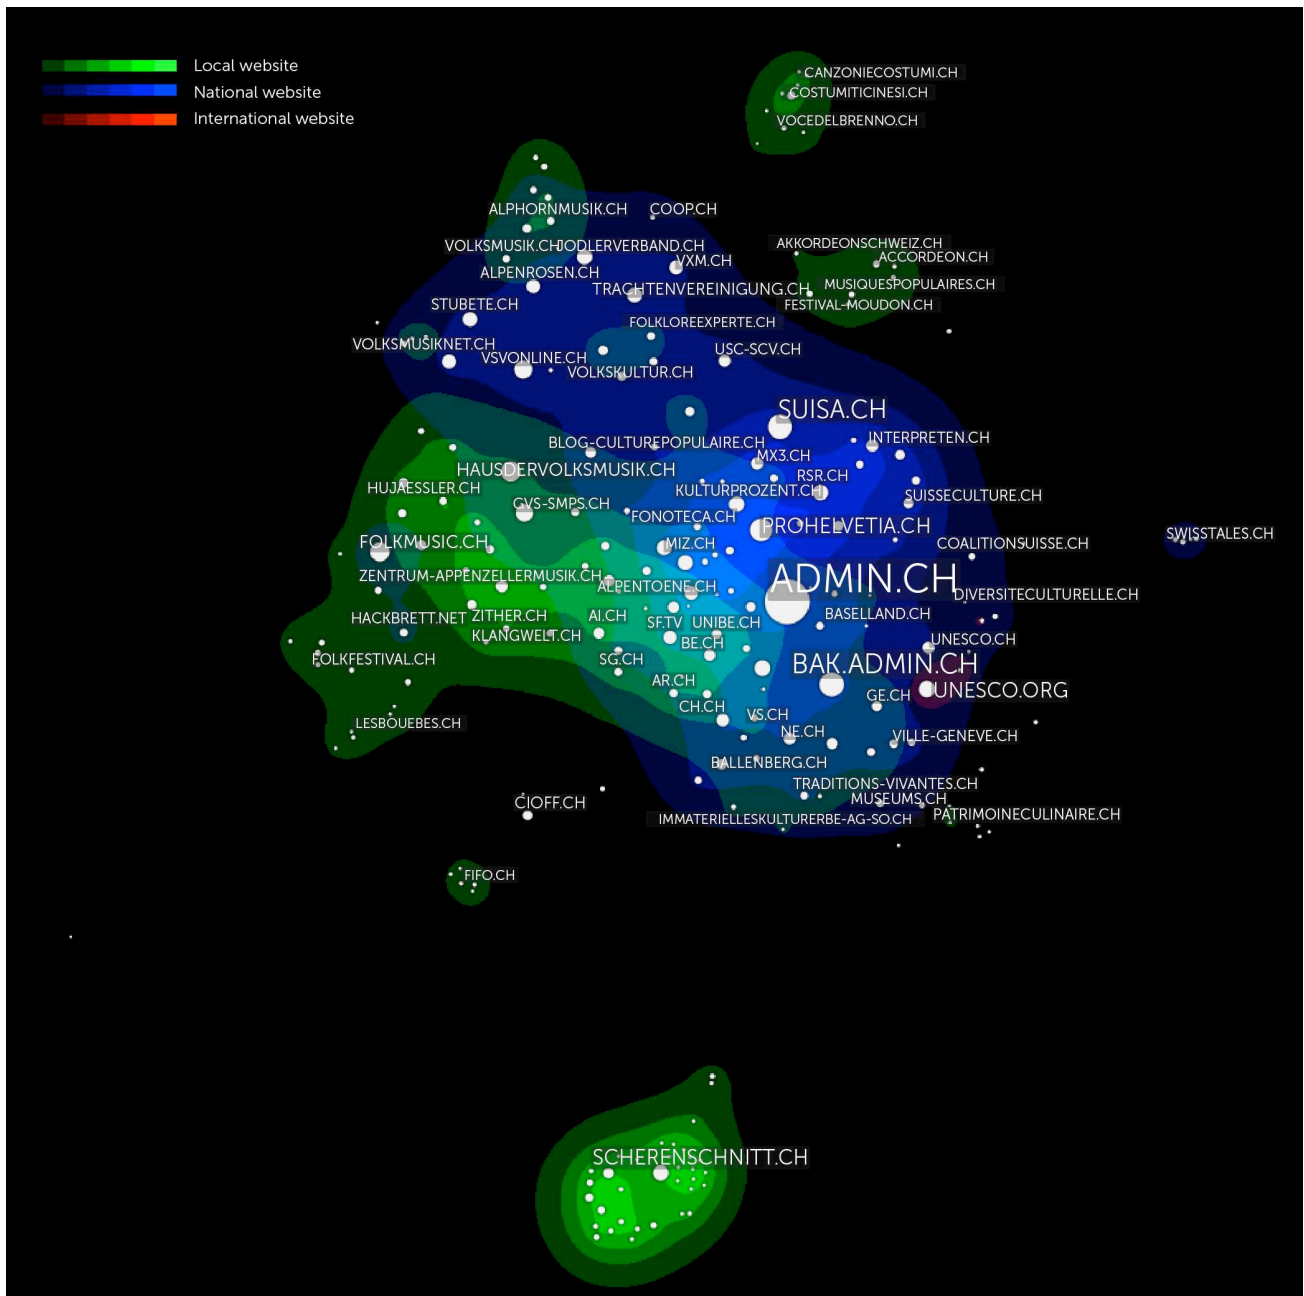 Local website
National website
International website
CANZONIECOSTUMI.CH
COSTUMITICINESI.CH
VOCEDELBRENNO.CH
ALPHORNMUSIK.CH
COOP.CH
VOLKSMUSIK.CH
JODLERVERBAND.CH
AKKORDEONSCHWEIZ.CH
ACCORDEON.CH
VXM.CH
ALPENROSEN.CH
TRACHTENVEREINIGUNG.CH
MUSIQUESPOPULAIRES.CH
STUBETE.CH
FESTIVAL-MOUDON.CH
FOLKLOREEXPERTE.CH
VOLKSMUSIKNET.CH
VSVONLINE.CH
USC-SCV.CH
VOLKSKULTUR.CH
SUISA.CH
BLOG-CULTUREPOPULAIRE.CH
INTERPRETEN.CH
MX3.CH
HAUSDERVOLKSMUSIK.CH
RSR.CH
HUJAESSLER.CH
KULTURPROZENT.CH
SUISSECULTURE.CH
GVS-SMPS.CH
FONOTECA.CH
PROHELVETIA.CH
SWISSTALES.CH
FOLKMUSIC.CH
MIZ.CH
COALITIONSUISSE.CH
ZENTRUM-APPENZELLERMUSIK.CH
ALPENTOENE.CH
ADMIN.CH
DIVERSITECULTURELLE.CH
HACKBRETT.NET
ZITHER.CH
AI.CH
SF.TV
UNIBE.CH
BASELLAND.CH
KLANGWELT.CH
BE.CH
UNESCO.CH
FOLKFESTIVAL.CH
SG.CH
BAK.ADMIN.CH
AR.CH
GE.CH
UNESCO.ORG
CH.CH
VS.CH
LESBOUEBES.CH
NE.CH
VILLE-GENEVE.CH
BALLENBERG.CH
TRADITIONS-VIVANTES.CH
CIOFF.CH
MUSEUMS.CH
IMMATERIELLESKULTURERBE-AG-SO.CH
PATRIMOINECULINAIRE.CH
FIFO.CH
SCHERENSCHNITT.CH